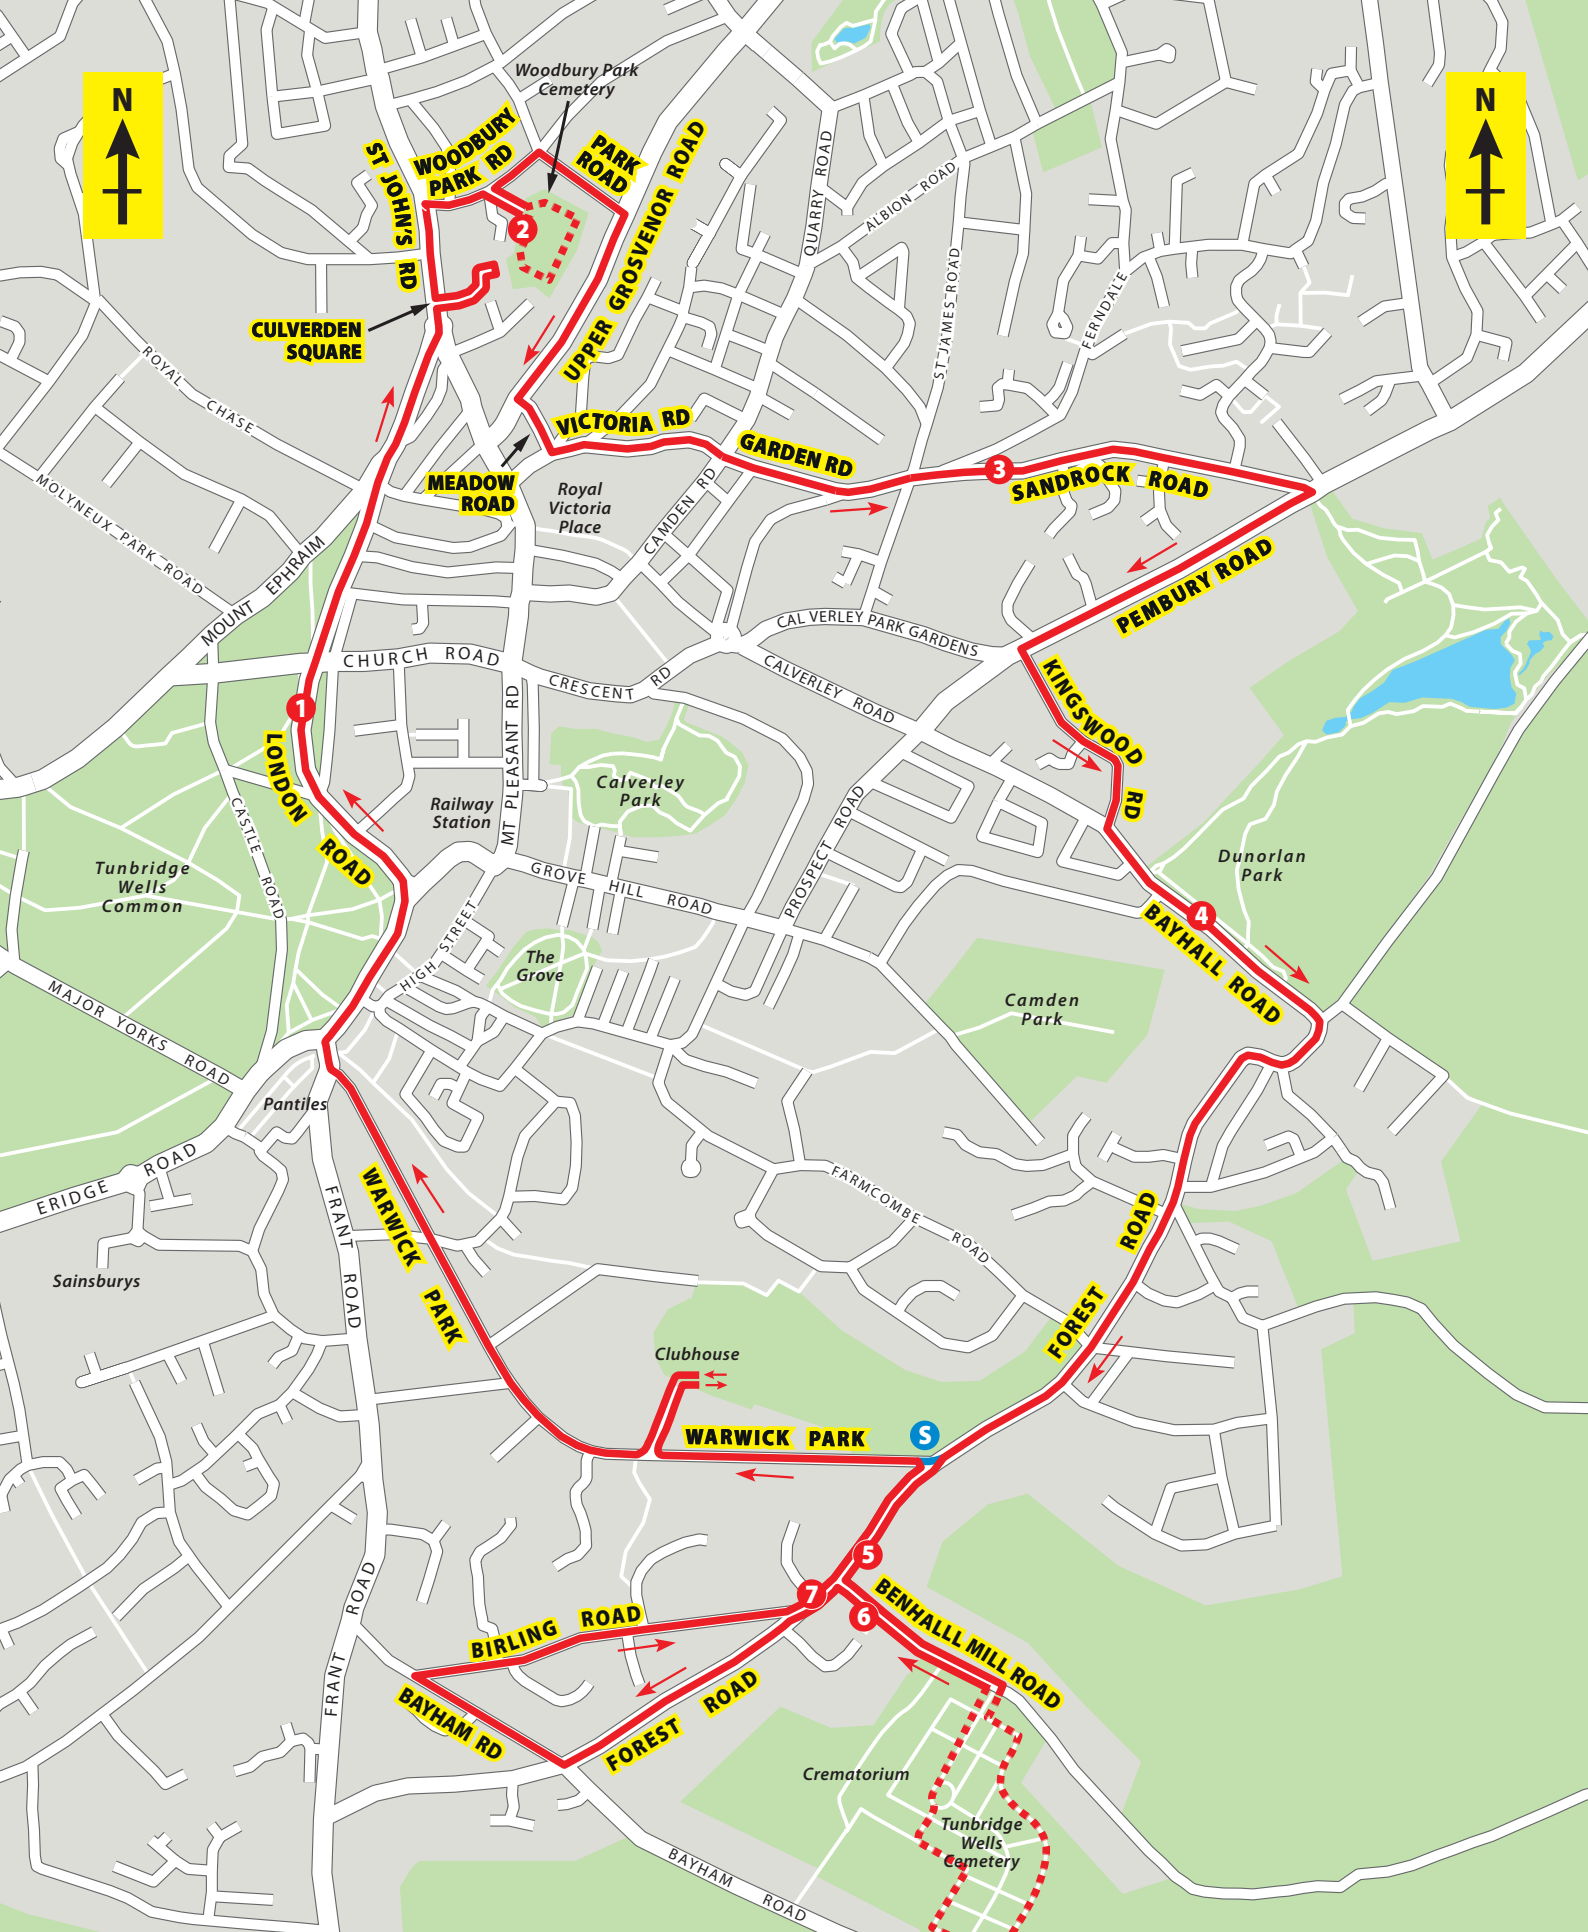 N
N
Woodbury Park
Cemetery
WOODBURY
PARK RD
PARK
ROAD
ST JOHN'S RD
UPPER GROSVENOR ROAD
2
QUARRY ROAD
ALBION ROAD
ST JAMES ROAD
FERNDALE
CULVERDEN
SQUARE
ROYAL CHASE
MOLYNEUX PARK ROAD
VICTORIA RD
GARDEN RD
3
SANDROCK ROAD
MEADOW
ROAD
Royal
Victoria
Place
CAMDEN RD
MOUNT EPHRAIM
PEMBURY ROAD
CALVERLEY PARK GARDENS
CHURCH ROAD
CRESCENT RD
CALVERLEY ROAD
KINGSWOOD RD
1
LONDON ROAD
MT PLEASANT RD
Calverley
Park
Railway
Station
CASTLE ROAD
PROSPECT ROAD
Tunbridge
Wells
Common
GROVE HILL ROAD
Dunorlan
Park
4
BAYHALL ROAD
HIGH STREET
The
Grove
Camden
Park
MAJOR YORKS ROAD
Pantiles
ERIDGE ROAD
WARWICK PARK
FRANT ROAD
FARMCOMBE ROAD
FOREST ROAD
Sainsburys
Clubhouse
WARWICK PARK
S
5
7
6
BENHALLL MILL ROAD
BIRLING ROAD
FRANT ROAD
BAYHAM RD
FOREST ROAD
Crematorium
Tunbridge
Wells
Cemetery
BAYHAM ROAD